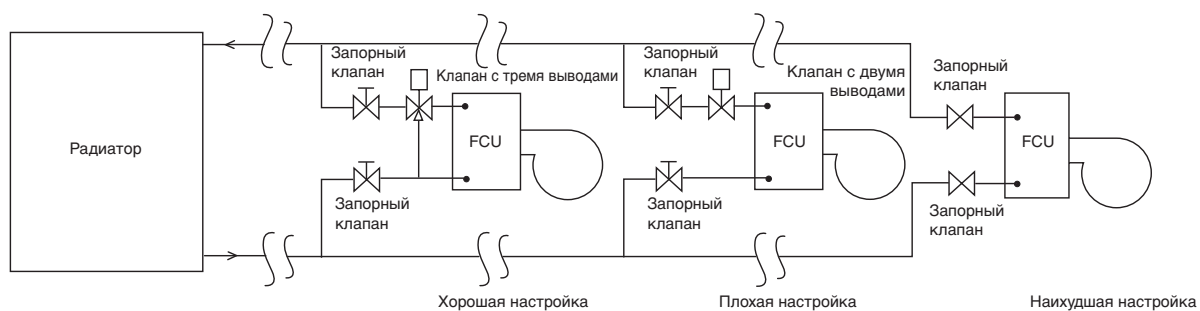 Радиатор
Запорный
клапан
Клапан с тремя выводами
FCU
Запорный
клапан
Запорный
клапан
Клапан с двумя
выводами
FCU
Запорный
клапан
Запорный
клапан
FCU
Запорный
клапан
Хорошая настройка
Плохая настройка
Наихудшая настройка